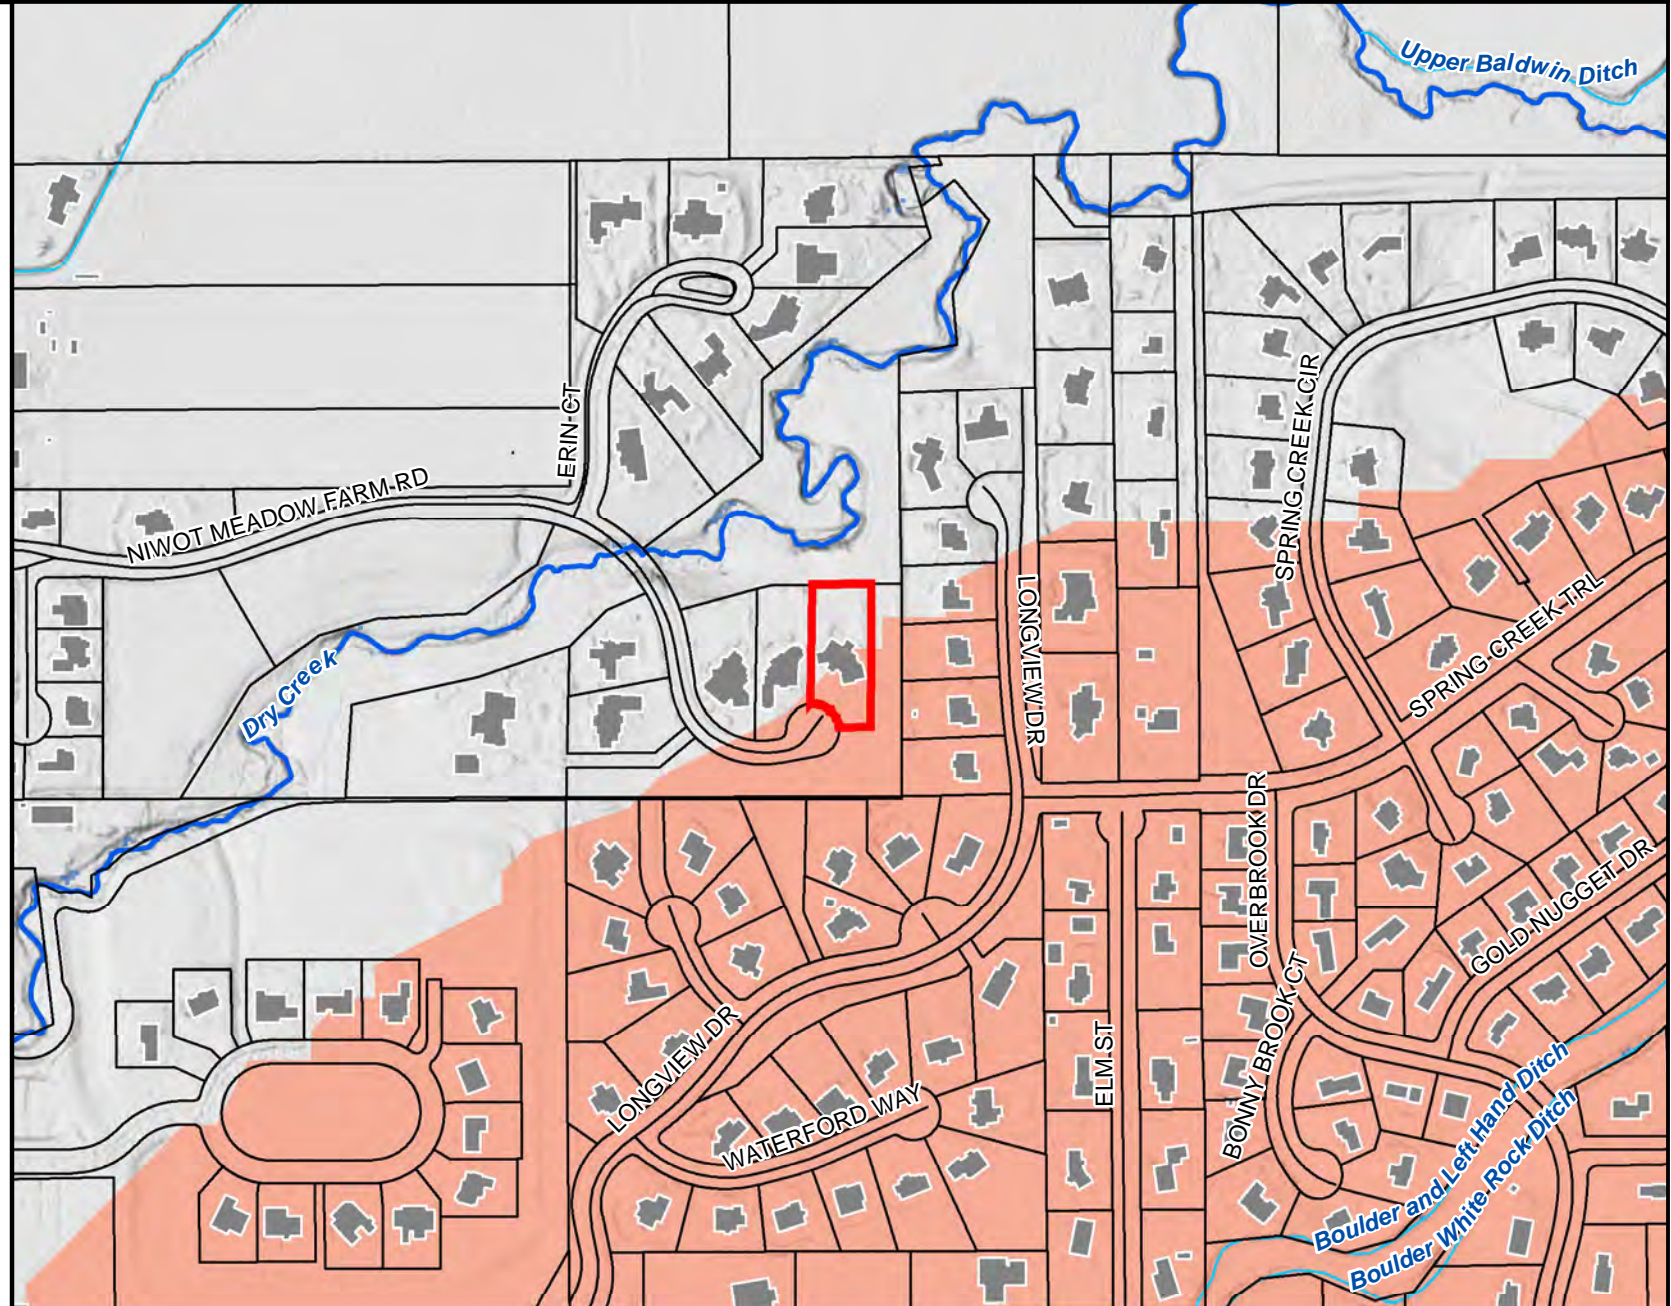 Upper Baldwin Ditch
ERIN CT
SPRING CREEK CIR
NIWOT MEADOW FARM RD
LONGVIEW DR
SPRING CREEK TRL
Dry Creek
OVERBROOK DR
GOLD NUGGET DR
LONGVIEW DR
ELM ST
BONNY BROOK CT
WATERFORD WAY
Boulder and Left Hand Ditch
Boulder White Rock Ditch